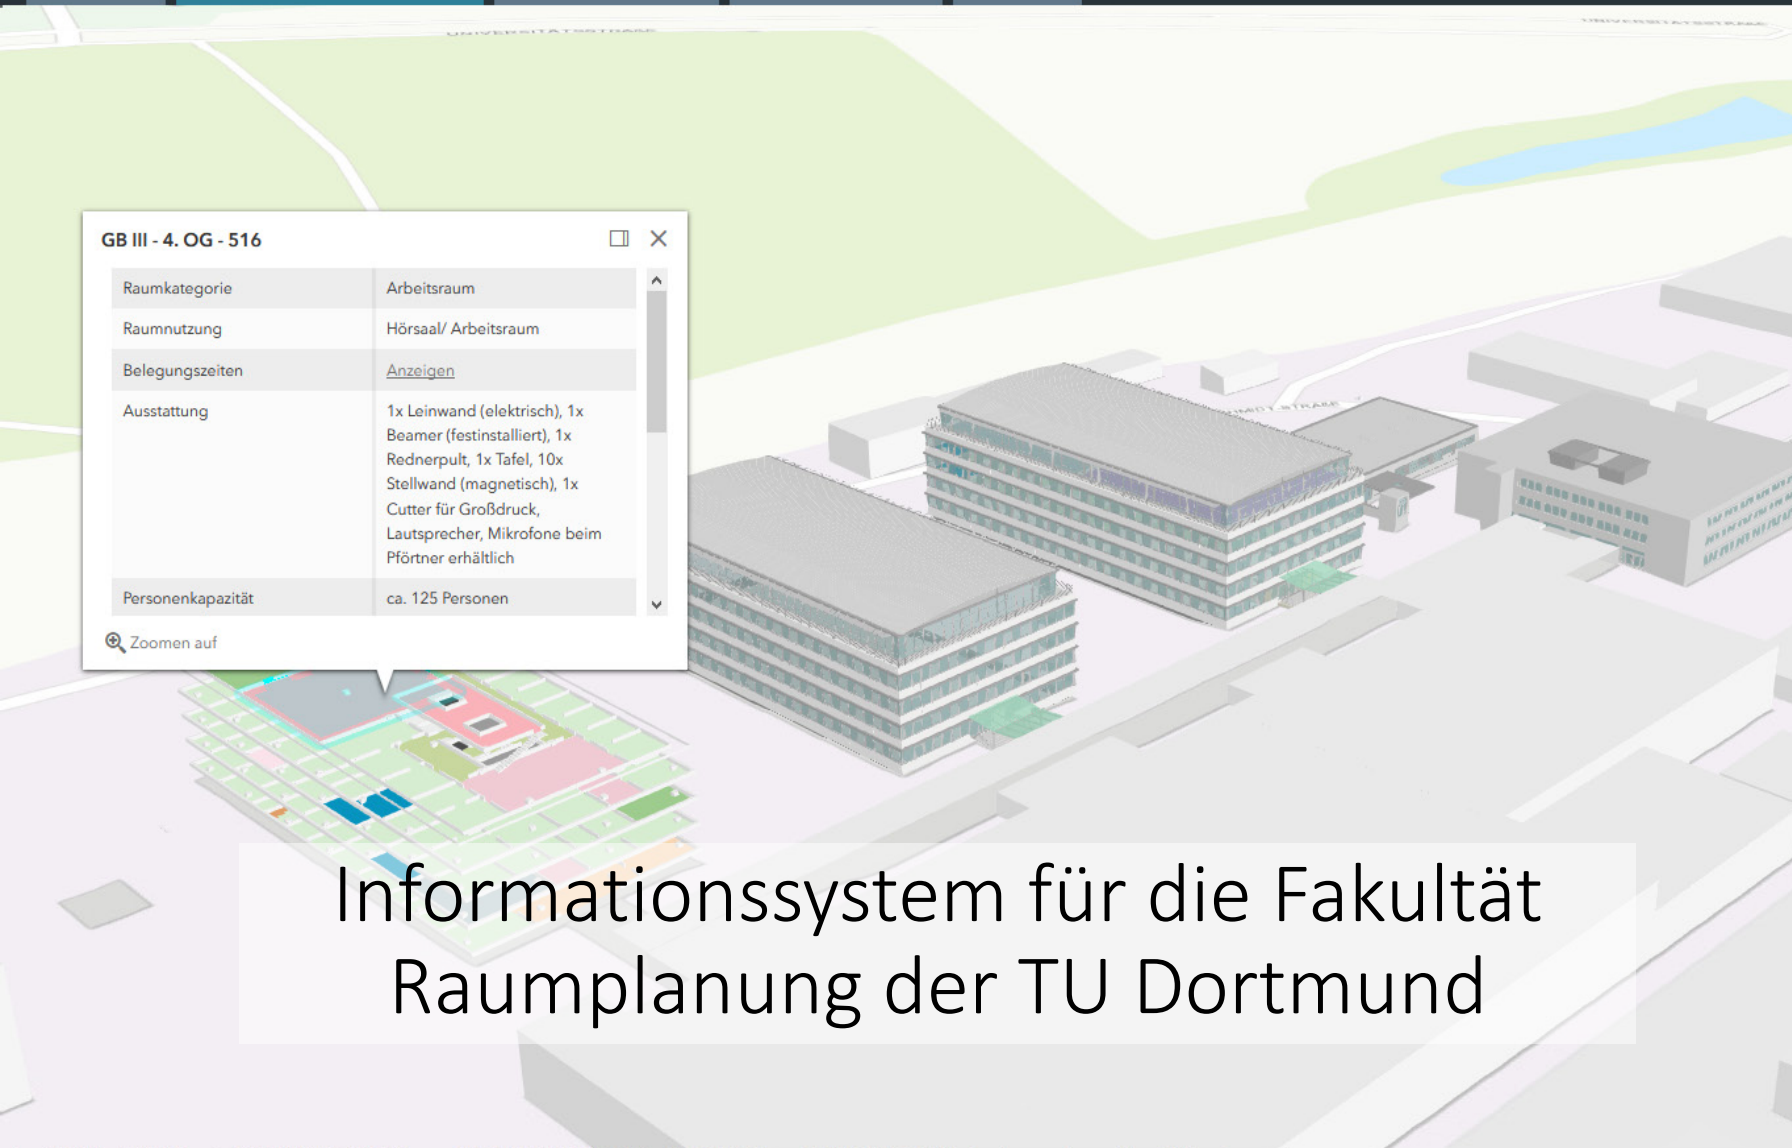 UNIVERSITÄTSSTRAßE
UNIVERSITÄTSSTRAßE
GB III - 4. OG - 516
Raumkategorie Arbeitsraum
Raumnutzung Hörsaal/ Arbeitsraum
Belegungszeiten Anzeigen
Ausstattung 1x Leinwand (elektrisch), 1x
Beamer (festinstalliert), 1x
Rednerpult, 1x Tafel, 10x
Stellwand (magnetisch), 1x
Cutter für Großdruck,
Lautsprecher, Mikrofone beim
Pförtner erhältlich
Personenkapazität ca. 125 Personen
Zoomen auf
Informationssystem für die Fakultät
Raumplanung der TU Dortmund